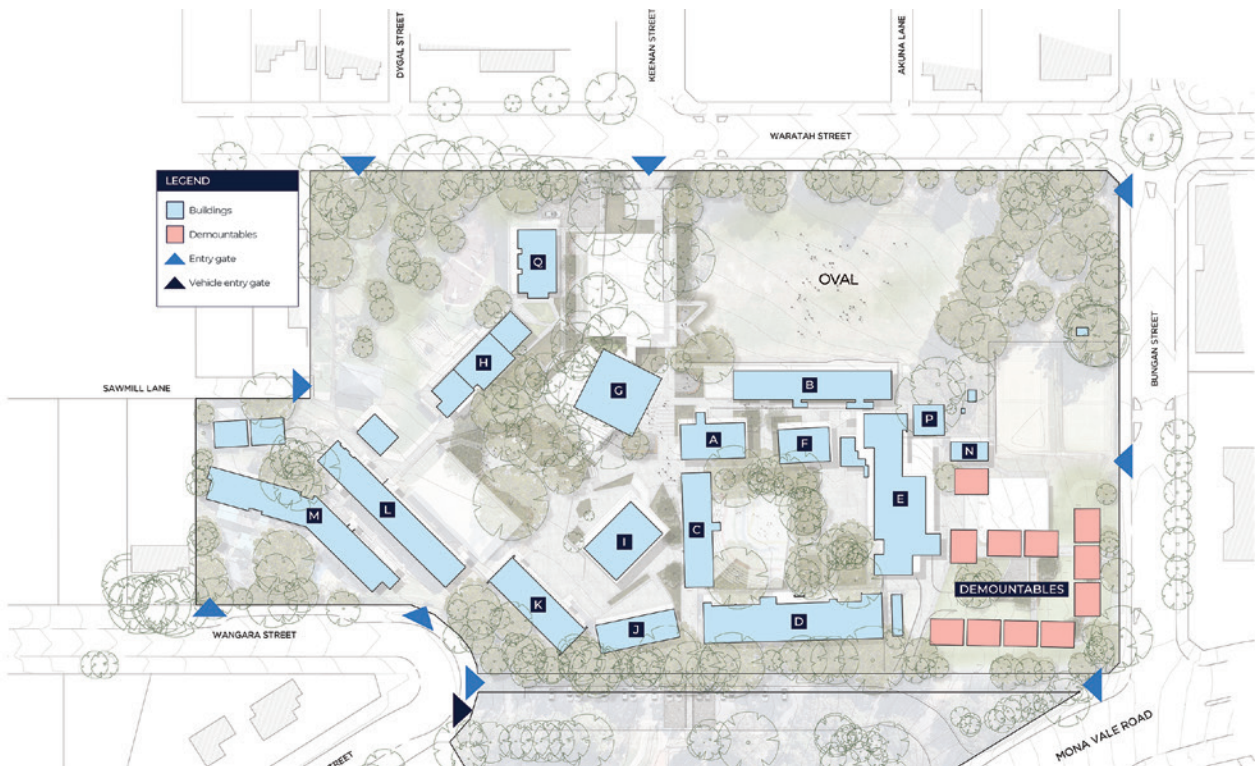 DYGAL STREET
KEENAN STREET
AKUNA LANE
WARATAH STREET
LEGEND
Buildings
Demountables
Entry gate
Vehicle entry gate
Q
OVAL
H
SAWMILL LANE
G
B
BUNGAN STREET
A
F
P
N
E
M
L
C
I
K
J
D
DEMOUNTABLES
WANGARA STREET
STREET
MONA VALE ROAD